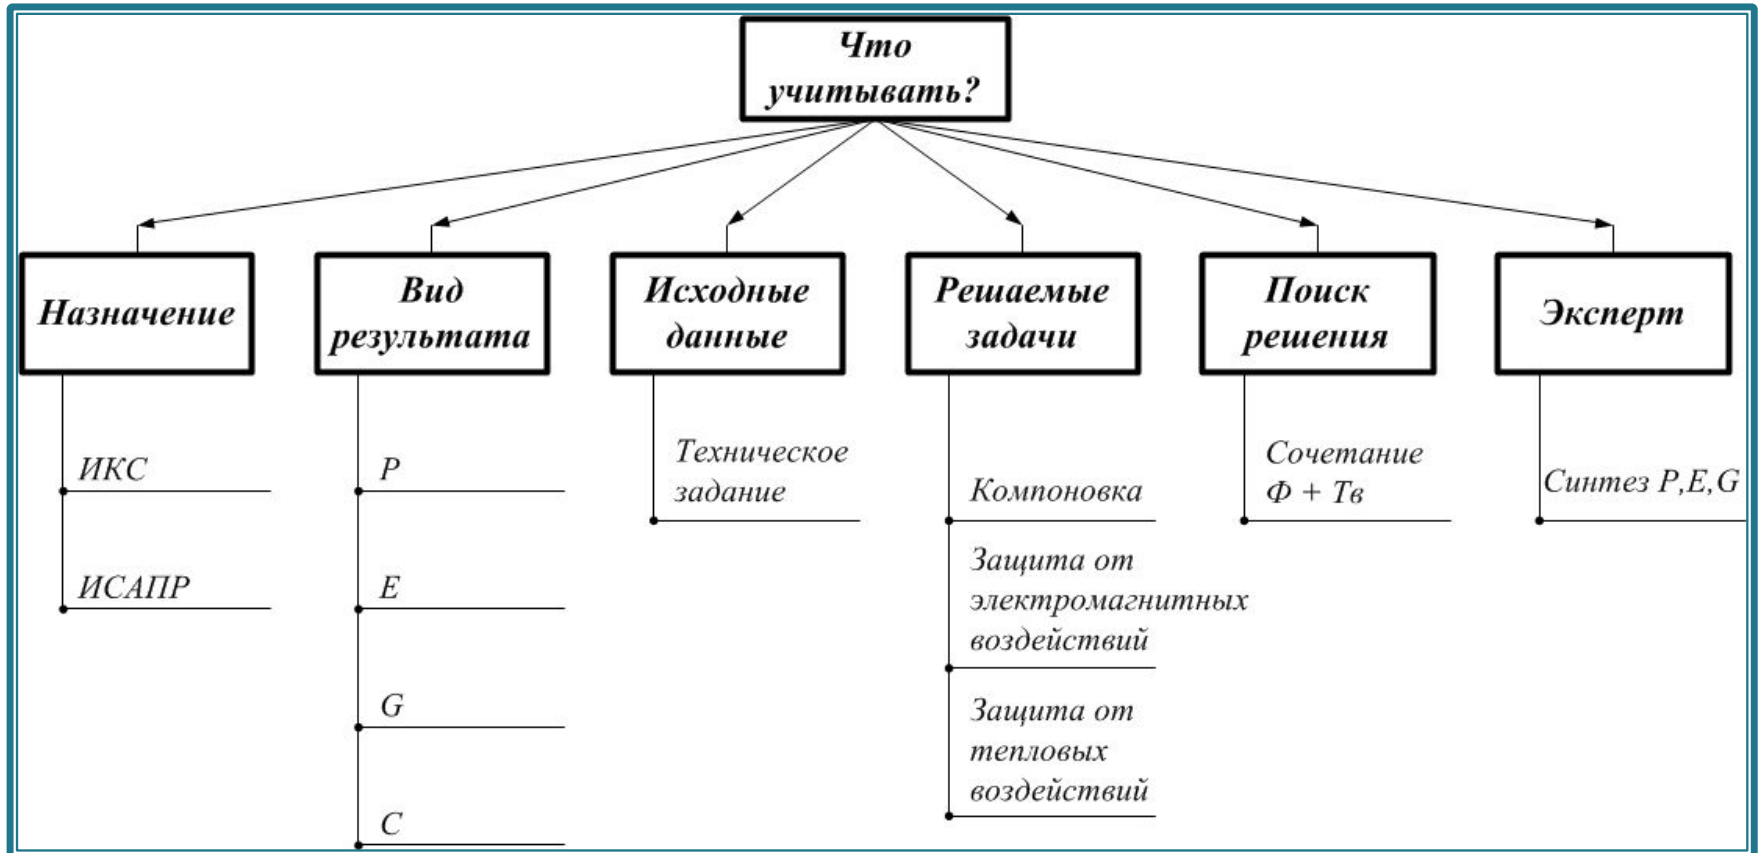 Что
учитывать?
Назначение
Вид
результата
Исходные
данные
Решаемые
задачи
Поиск
решения
Эксперт
ИКС
ИСАПР
P
E
G
C
Техническое
задание
Компоновка
Защита от
электромагнитных
воздействий
Защита от
тепловых
воздействий
Сочетание
Ф + Тв
Синтез P,E,G